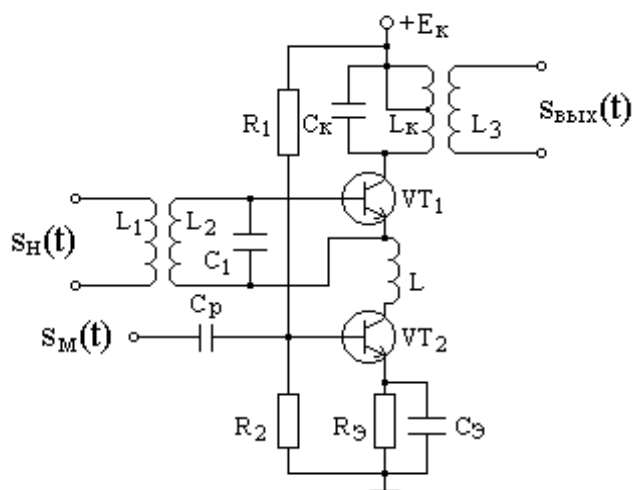 +Eк
R1
Cк
Lк
L3
sВЫХ(t)
VT1
sН(t)
L1
L2
C1
L
Cр
sМ(t)
VT2
R2
RЭ
CЭ